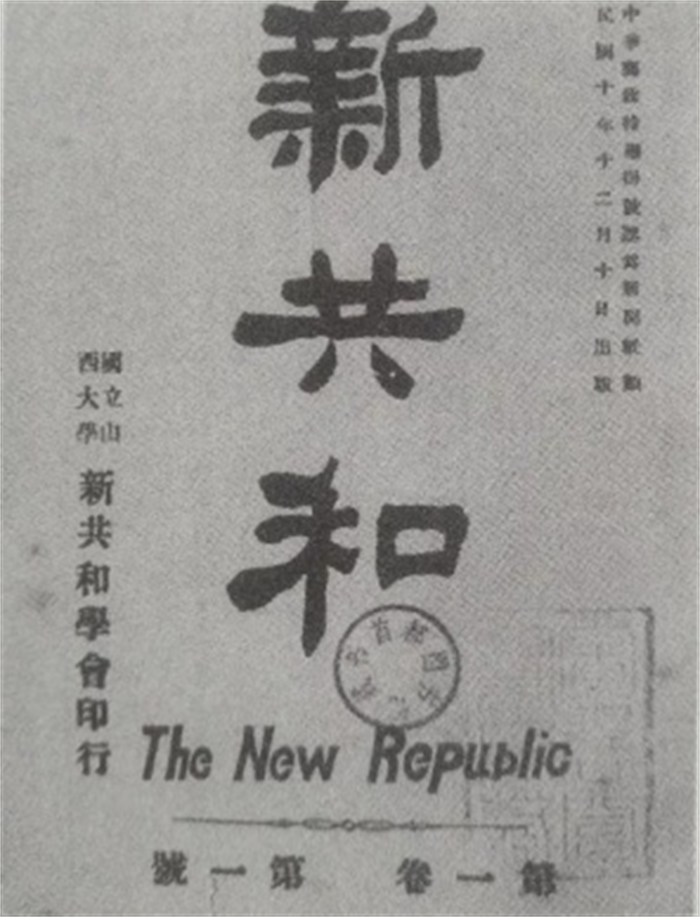 中華郵政特准掛號認爲新聞紙類
民國十年十二月十日出版
新共和
國立山西大學
新共和學會印行
The New Republic
第一卷 第一號